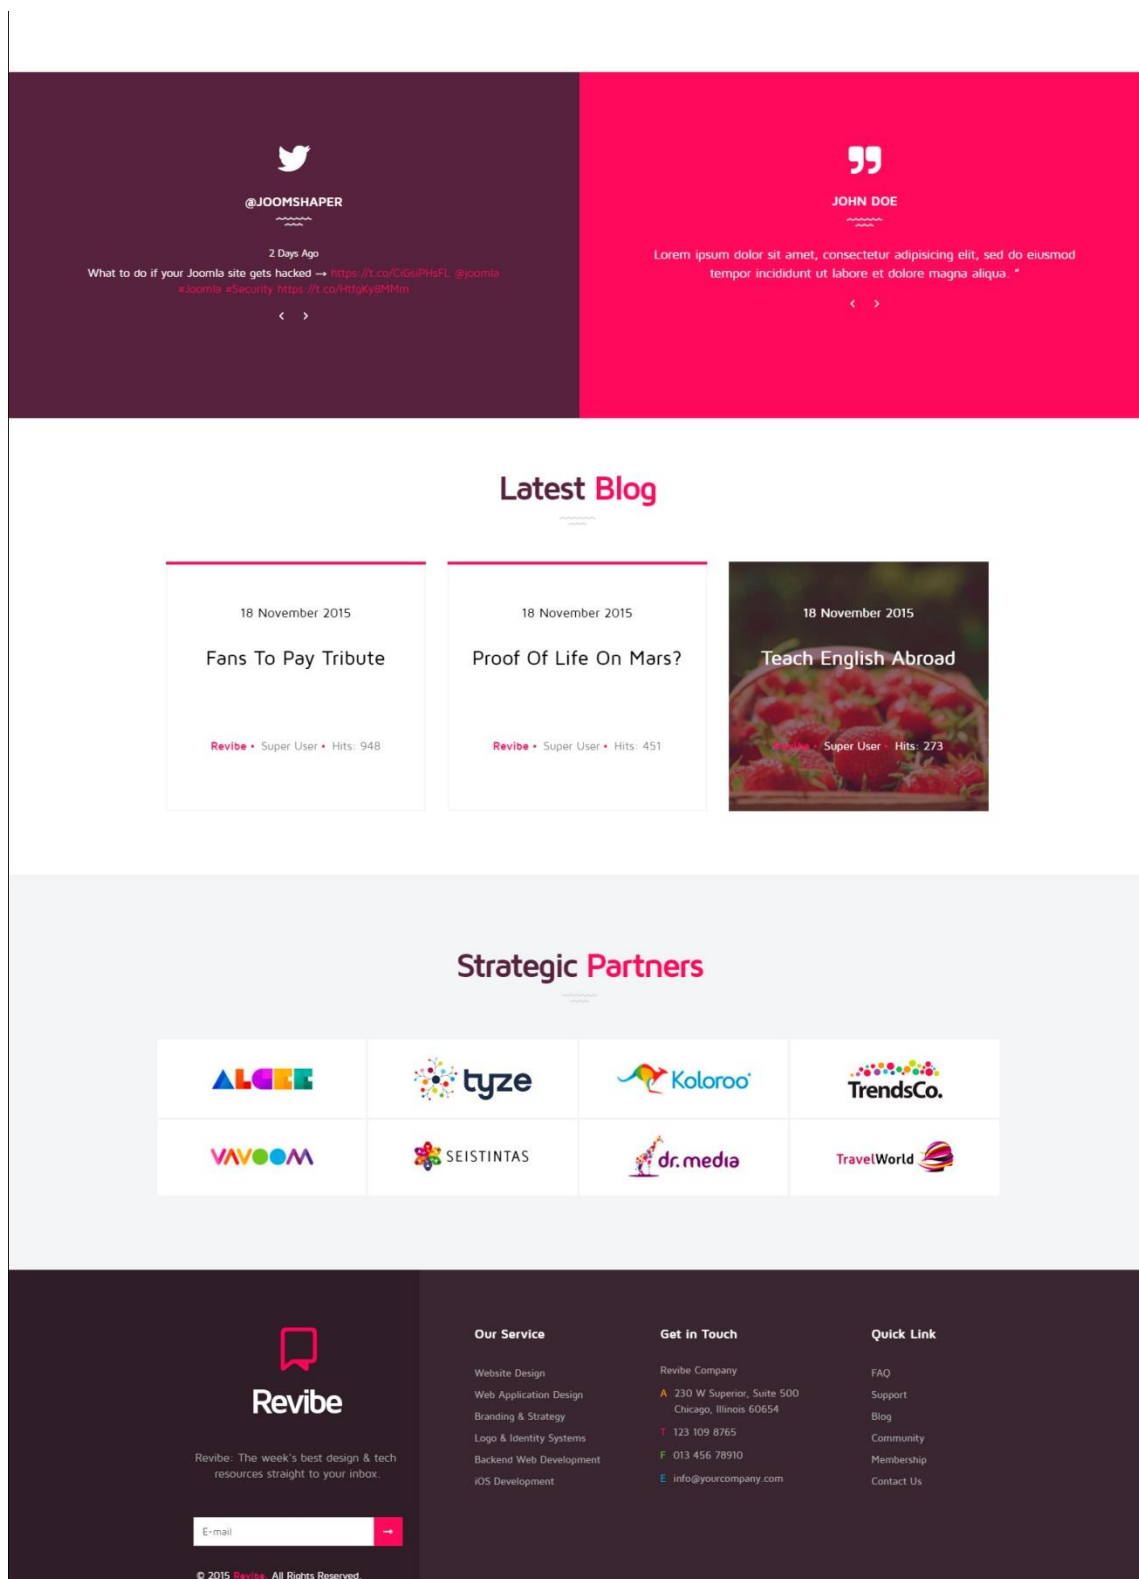 @JOOMSHAPER
2 Days Ago
What to do if your Joomla site gets hacked → https://t.co/CiGsiPHsFL @joomla
#Joomla #Security https://t.co/HtfgKy8MMm
JOHN DOE
Lorem ipsum dolor sit amet, consectetur adipisicing elit, sed do eiusmod
tempor incididunt ut labore et dolore magna aliqua. “
Latest Blog
18 November 2015
Fans To Pay Tribute
Revibe • Super User • Hits: 948
18 November 2015
Proof Of Life On Mars?
Revibe • Super User • Hits: 451
18 November 2015
Teach English Abroad
Revibe • Super User • Hits: 273
Strategic Partners
ALCEE
tyze
Koloroo
TrendsCo.
VAVOOM
SEISTINTAS
dr.media
TravelWorld
Revibe
Revibe: The week's best design & tech
resources straight to your inbox.
E-mail
© 2015 Revibe. All Rights Reserved.
Our Service
Website Design
Web Application Design
Branding & Strategy
Logo & Identity Systems
Backend Web Development
iOS Development
Get in Touch
Revibe Company
A 230 W Superior, Suite 500
Chicago, Illinois 60654
T 123 109 8765
F 013 456 78910
E info@yourcompany.com
Quick Link
FAQ
Support
Blog
Community
Membership
Contact Us